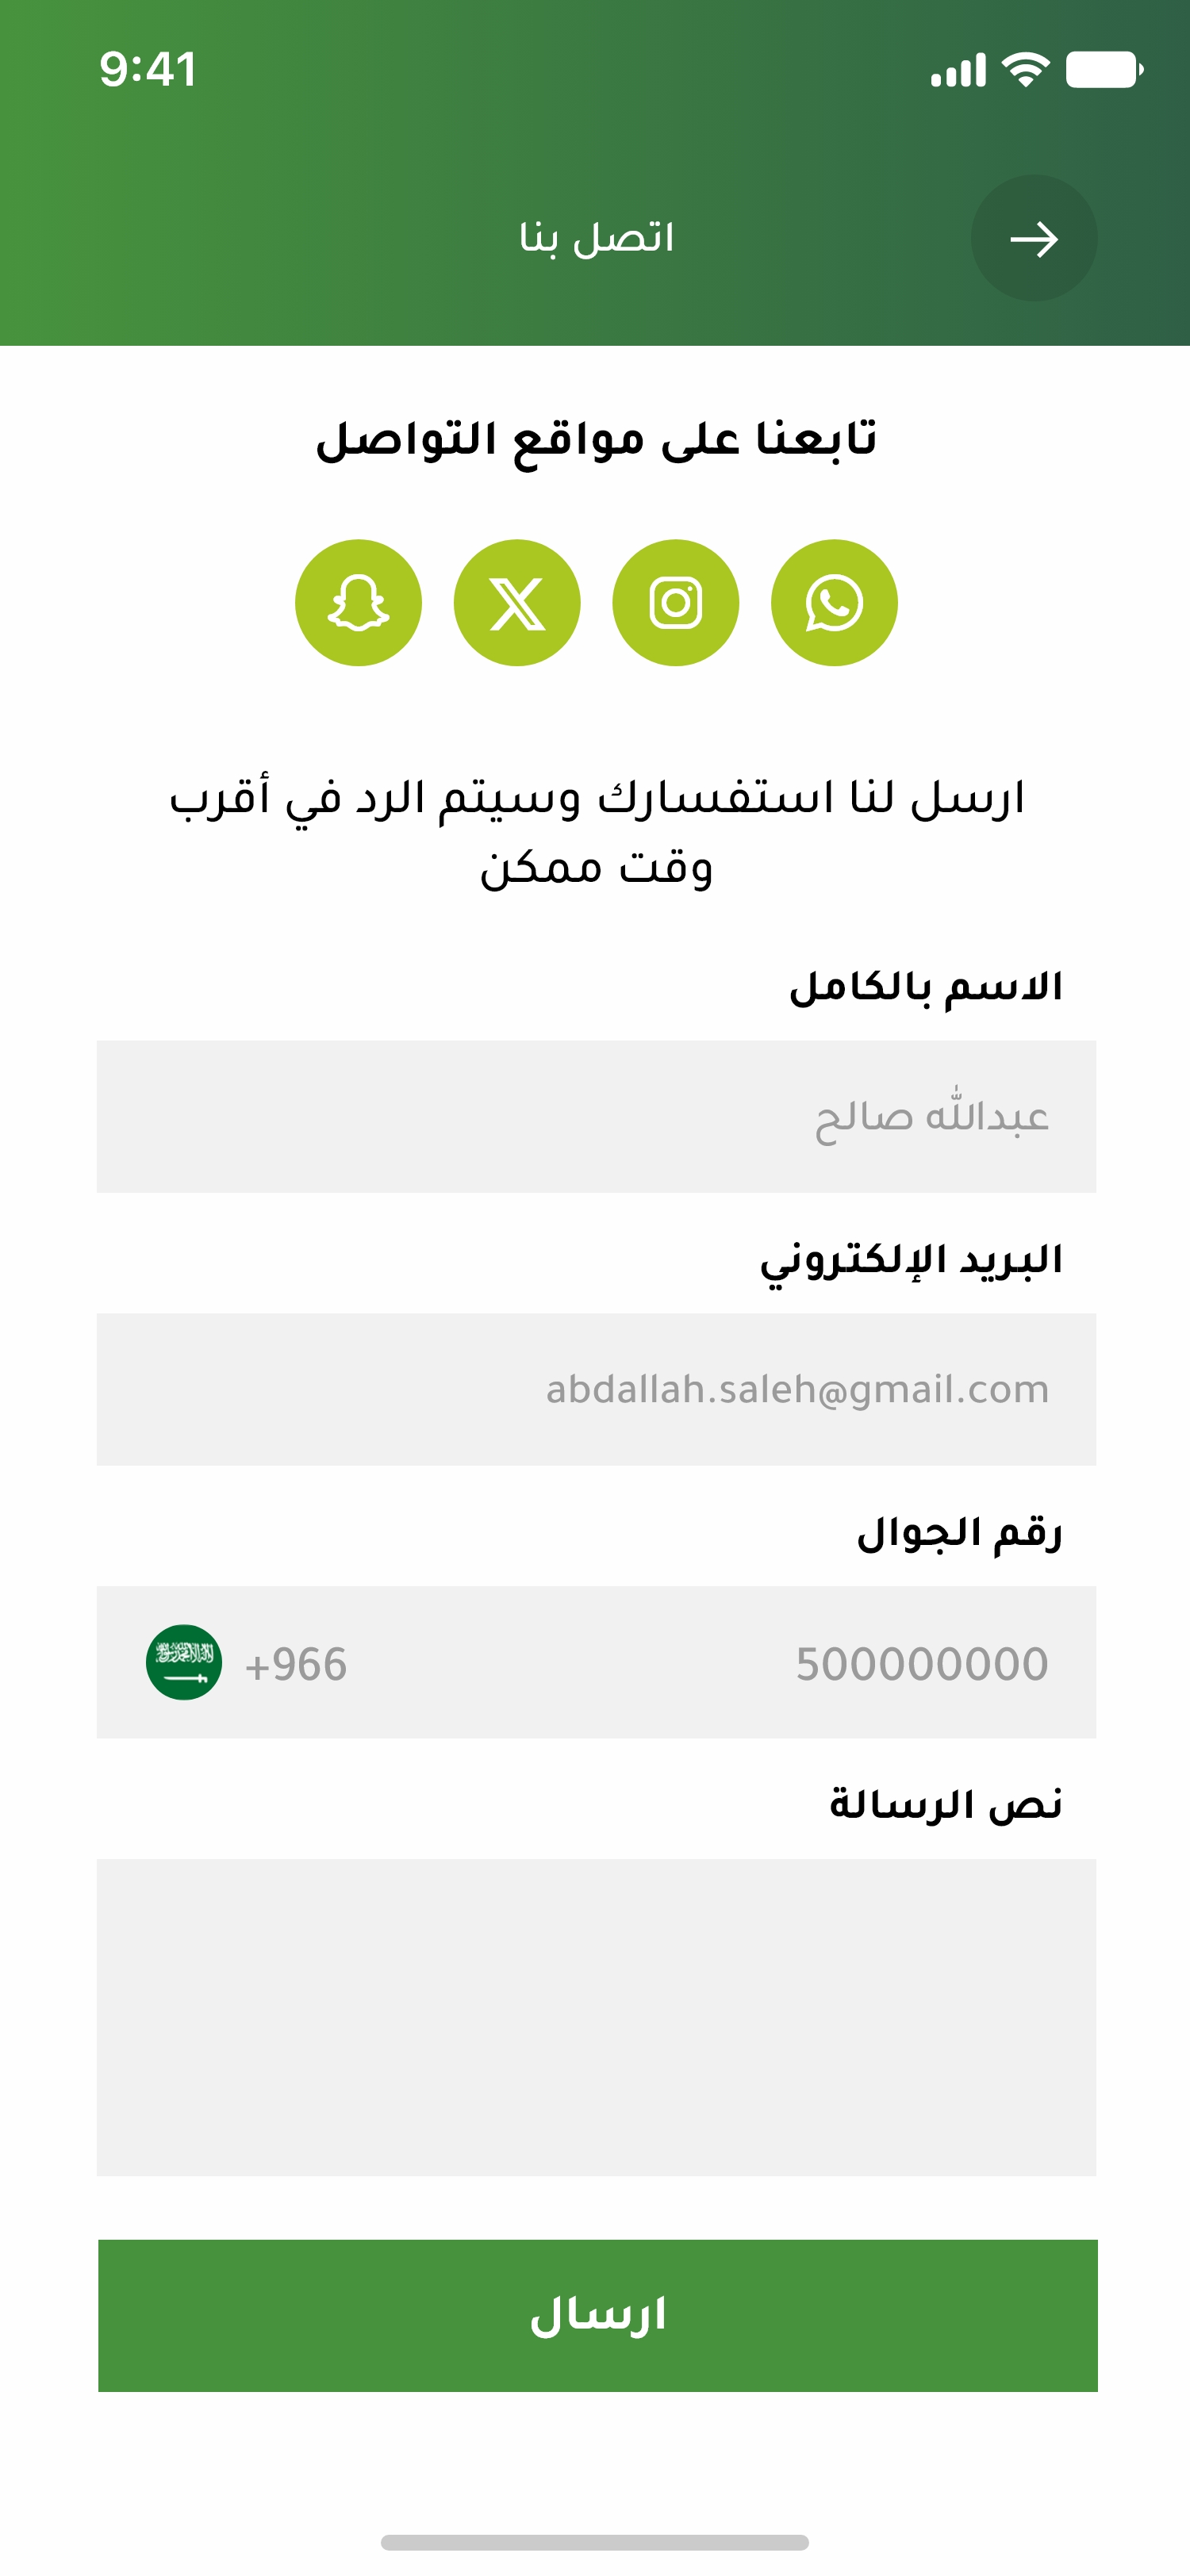 9:41
اتصل بنا
تابعنا على مواقع التواصل
ارسل لنا استفسارك وسيتم الرد في أقرب
وقت ممكن
الاسم بالكامل
عبدالله صالح
البريد الإلكتروني
abdallah.saleh@gmail.com
رقم الجوال
500000000
+966
نص الرسالة
ارسال